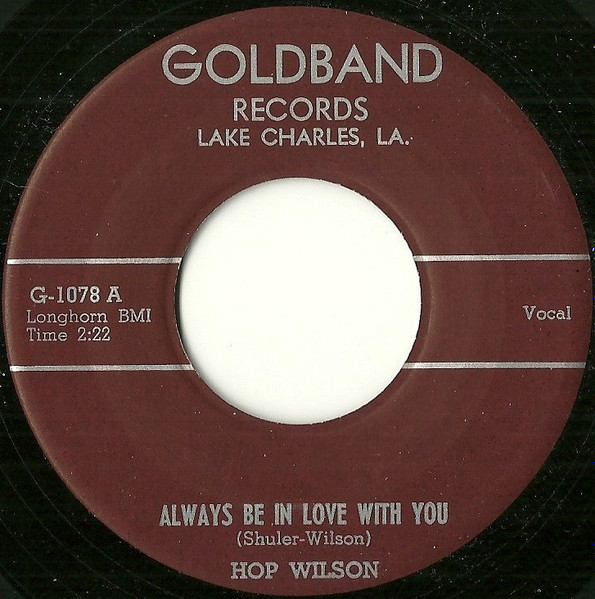 GOLDBAND
RECORDS
LAKE CHARLES, LA.
G-1078 A
Longhorn BMI
Time 2:22
Vocal
ALWAYS BE IN LOVE WITH YOU
(Shuler-Wilson)
HOP WILSON